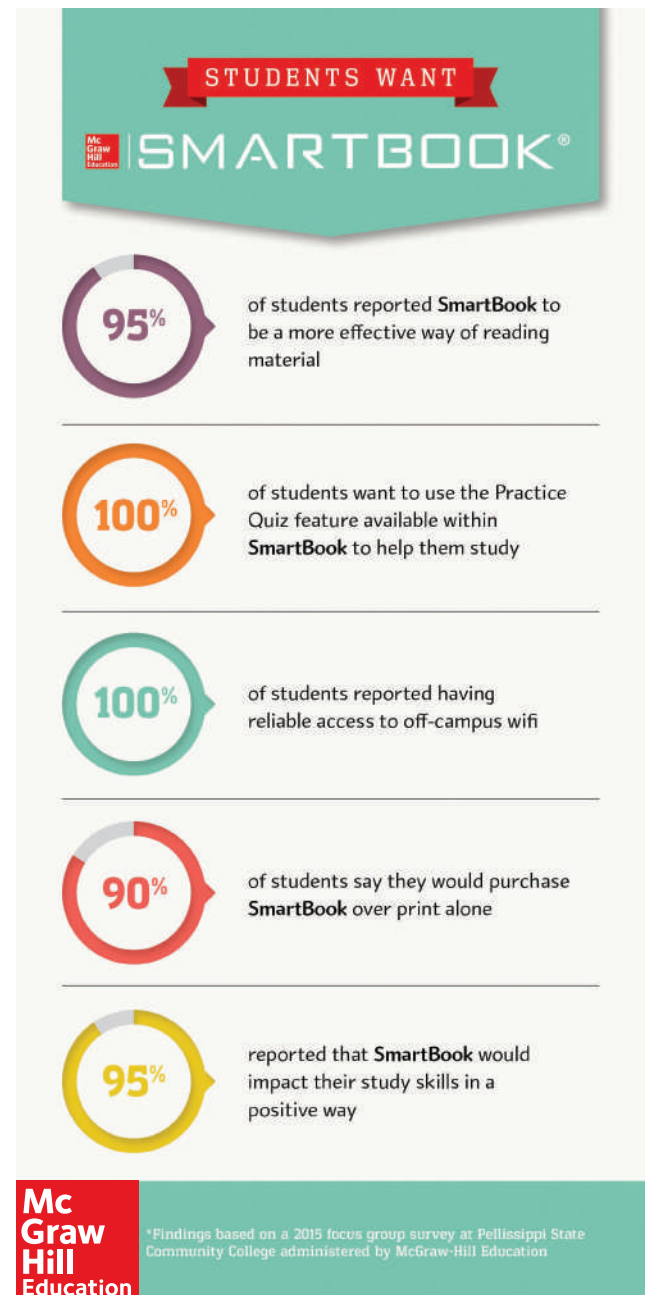 STUDENTS WANT
Mc
Graw
Hill
Education
SMARTBOOK®
95%
of students reported SmartBook to
be a more effective way of reading
material
100%
of students want to use the Practice
Quiz feature available within
SmartBook to help them study
100%
of students reported having
reliable access to off-campus wifi
90%
of students say they would purchase
SmartBook over print alone
95%
reported that SmartBook would
impact their study skills in a
positive way
Mc
Graw
Hill
Education
*Findings based on a 2015 focus group survey at Pellissippi State
Community College administered by McGraw-Hill Education